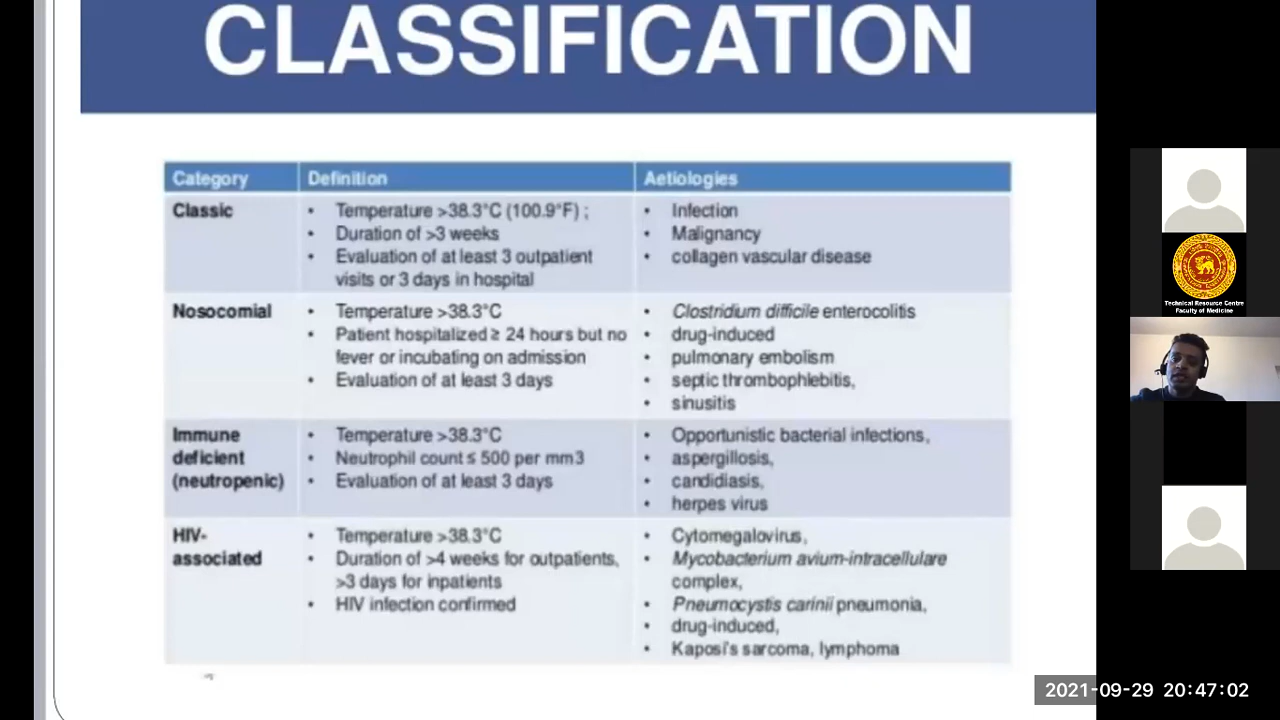 CLASSIFICATION
Category Definition Aetiologies
Classic
• Temperature >38.3°C (100.9°F) ;
• Duration of >3 weeks
• Evaluation of at least 3 outpatient
visits or 3 days in hospital
• Infection
• Malignancy
• collagen vascular disease
Nosocomial
• Temperature >38.3°C
• Patient hospitalized ≥ 24 hours but no
fever or incubating on admission
• Evaluation of at least 3 days
• Clostridium difficile enterocolitis
• drug-induced
• pulmonary embolism
• septic thrombophlebitis,
• sinusitis
Immune
deficient
(neutropenic)
• Temperature >38.3°C
• Neutrophil count ≤ 500 per mm3
• Evaluation of at least 3 days
• Opportunistic bacterial infections,
• aspergillosis,
• candidiasis,
• herpes virus
HIV-
associated
• Temperature >38.3°C
• Duration of >4 weeks for outpatients,
>3 days for inpatients
• HIV infection confirmed
• Cytomegalovirus,
• Mycobacterium avium-intracellulare
complex,
• Pneumocystis carinii pneumonia,
• drug-induced,
• Kaposi's sarcoma, lymphoma
Technical Resource Centre
Faculty of Medicine
2021-09-29 20:47:02